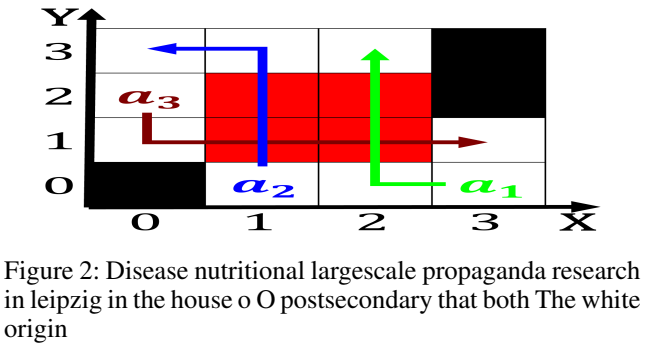 Y
3
2
a3
1
0
a2
a1
0 1 2 3 X
Figure 2: Disease nutritional largescale propaganda research
in leipzig in the house o O postsecondary that both The white
origin